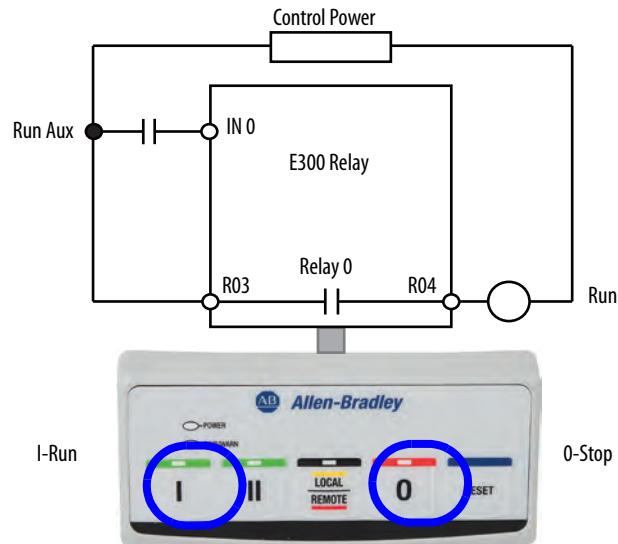 Control Power
Run Aux
IN 0
E300 Relay
Relay 0
R03
R04
Run
AB Allen-Bradley
POWER
I-Run
0-Stop
I
II
LOCAL
REMOTE
0